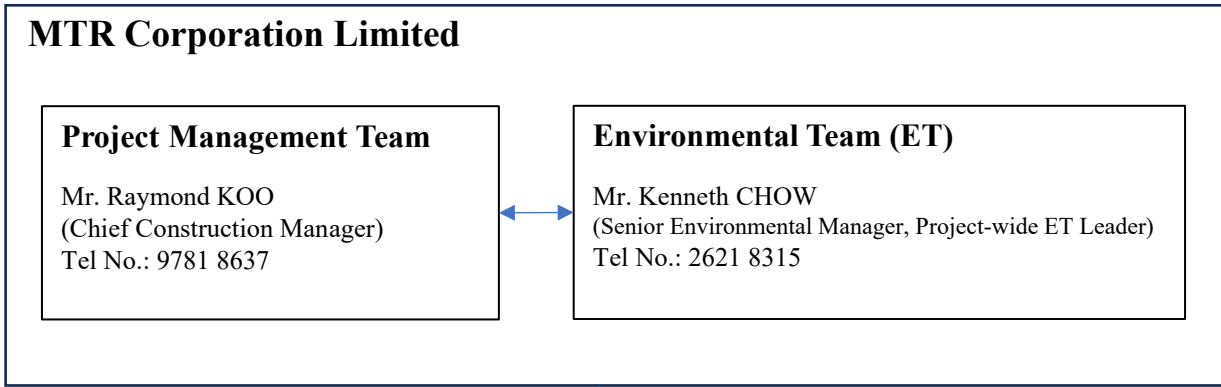 MTR Corporation Limited
Project Management Team
Mr. Raymond KOO
(Chief Construction Manager)
Tel No.: 9781 8637
Environmental Team (ET)
Mr. Kenneth CHOW
(Senior Environmental Manager, Project-wide ET Leader)
Tel No.: 2621 8315